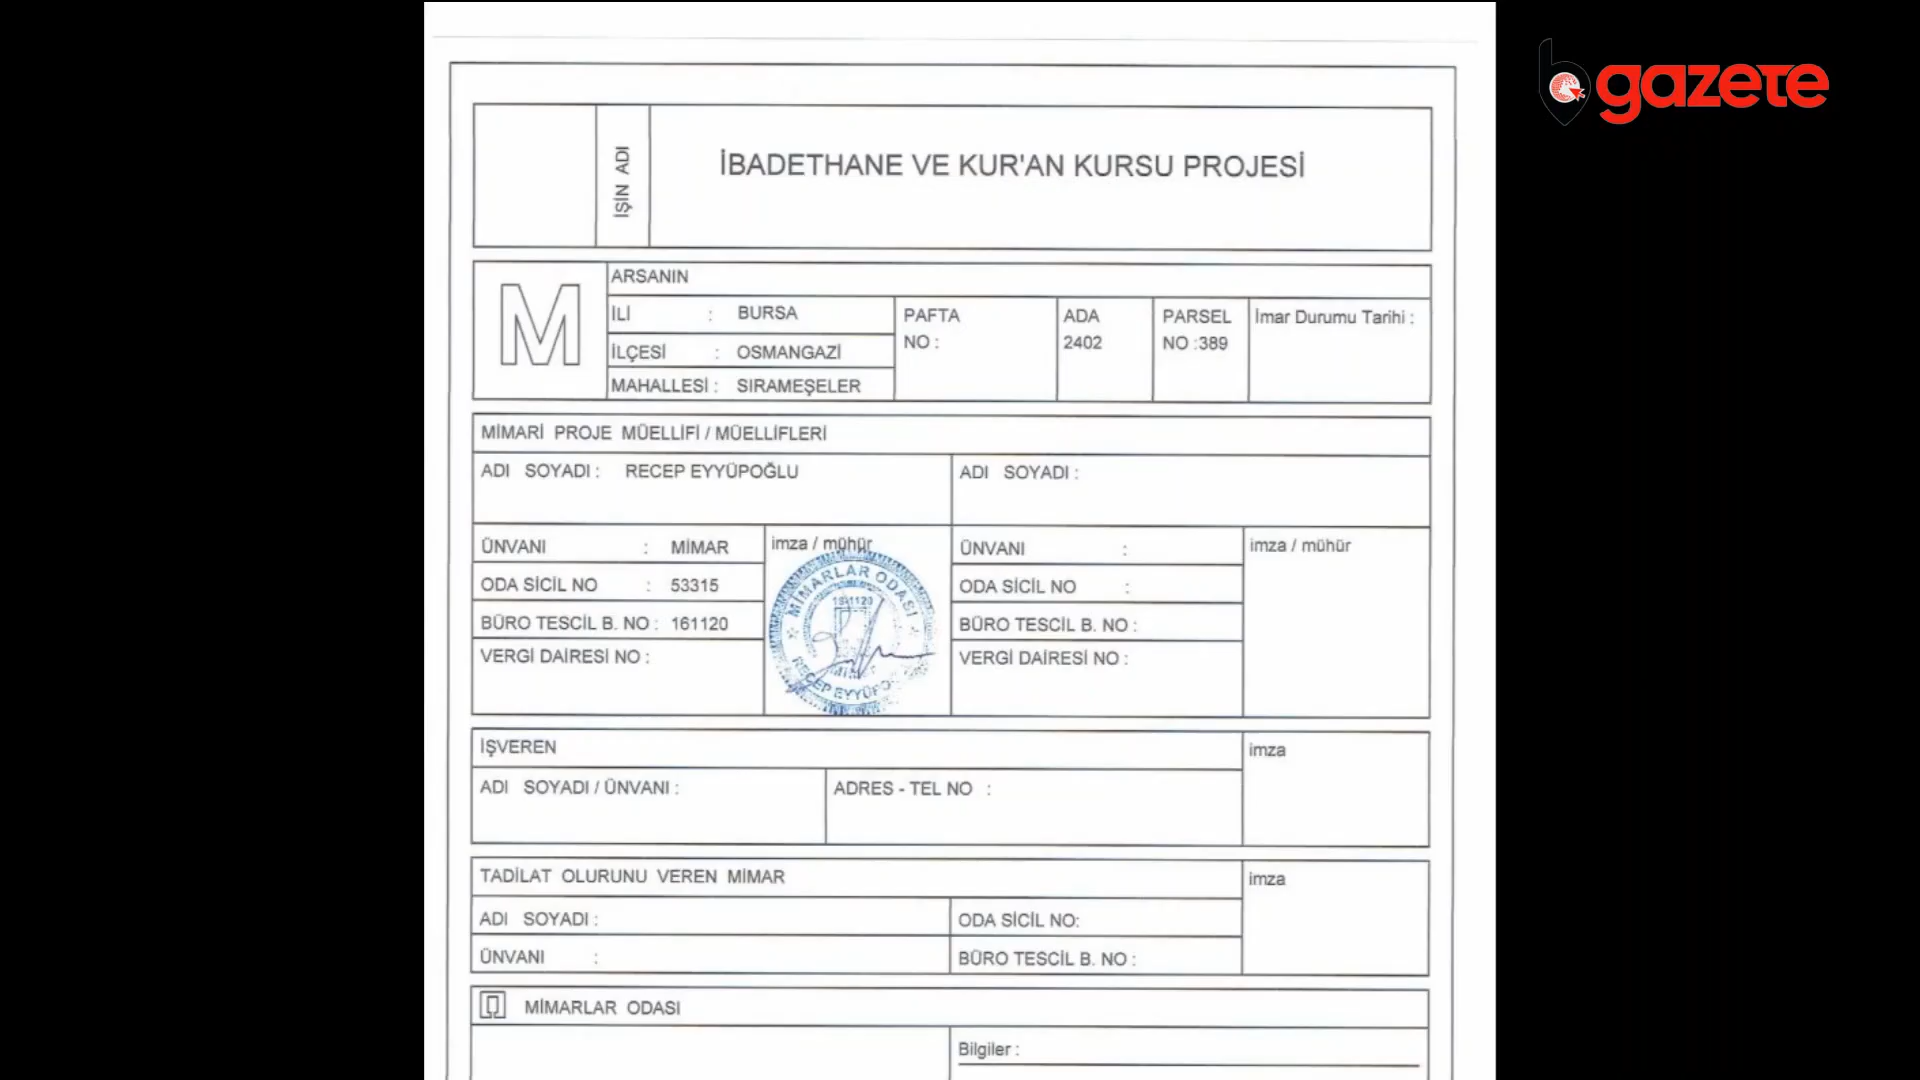 gazete
İŞİN ADI
İBADETHANE VE KUR'AN KURSU PROJESİ
M
ARSANIN
İLİ : BURSA
İLÇESİ : OSMANGAZİ
MAHALLESİ : SIRAMEŞELER
PAFTA
NO :
ADA
2402
PARSEL
NO :389
İmar Durumu Tarihi :
MİMARİ PROJE MÜELLİFİ / MÜELLİFLERİ
ADI SOYADI : RECEP EYYÜPOĞLU
ADI SOYADI :
ÜNVANI : MİMAR
ODA SİCİL NO : 53315
BÜRO TESCİL B. NO : 161120
VERGİ DAİRESİ NO :
imza / mühür
MİMARLAR ODASI
RECEP EYYÜPO
ÜNVANI :
ODA SİCİL NO :
BÜRO TESCİL B. NO :
VERGİ DAİRESİ NO :
imza / mühür
İŞVEREN
imza
ADI SOYADI / ÜNVANI :
ADRES - TEL NO :
TADİLAT OLURUNU VEREN MİMAR
imza
ADI SOYADI :
ODA SİCİL NO:
ÜNVANI :
BÜRO TESCİL B. NO :
MİMARLAR ODASI
Bilgiler :